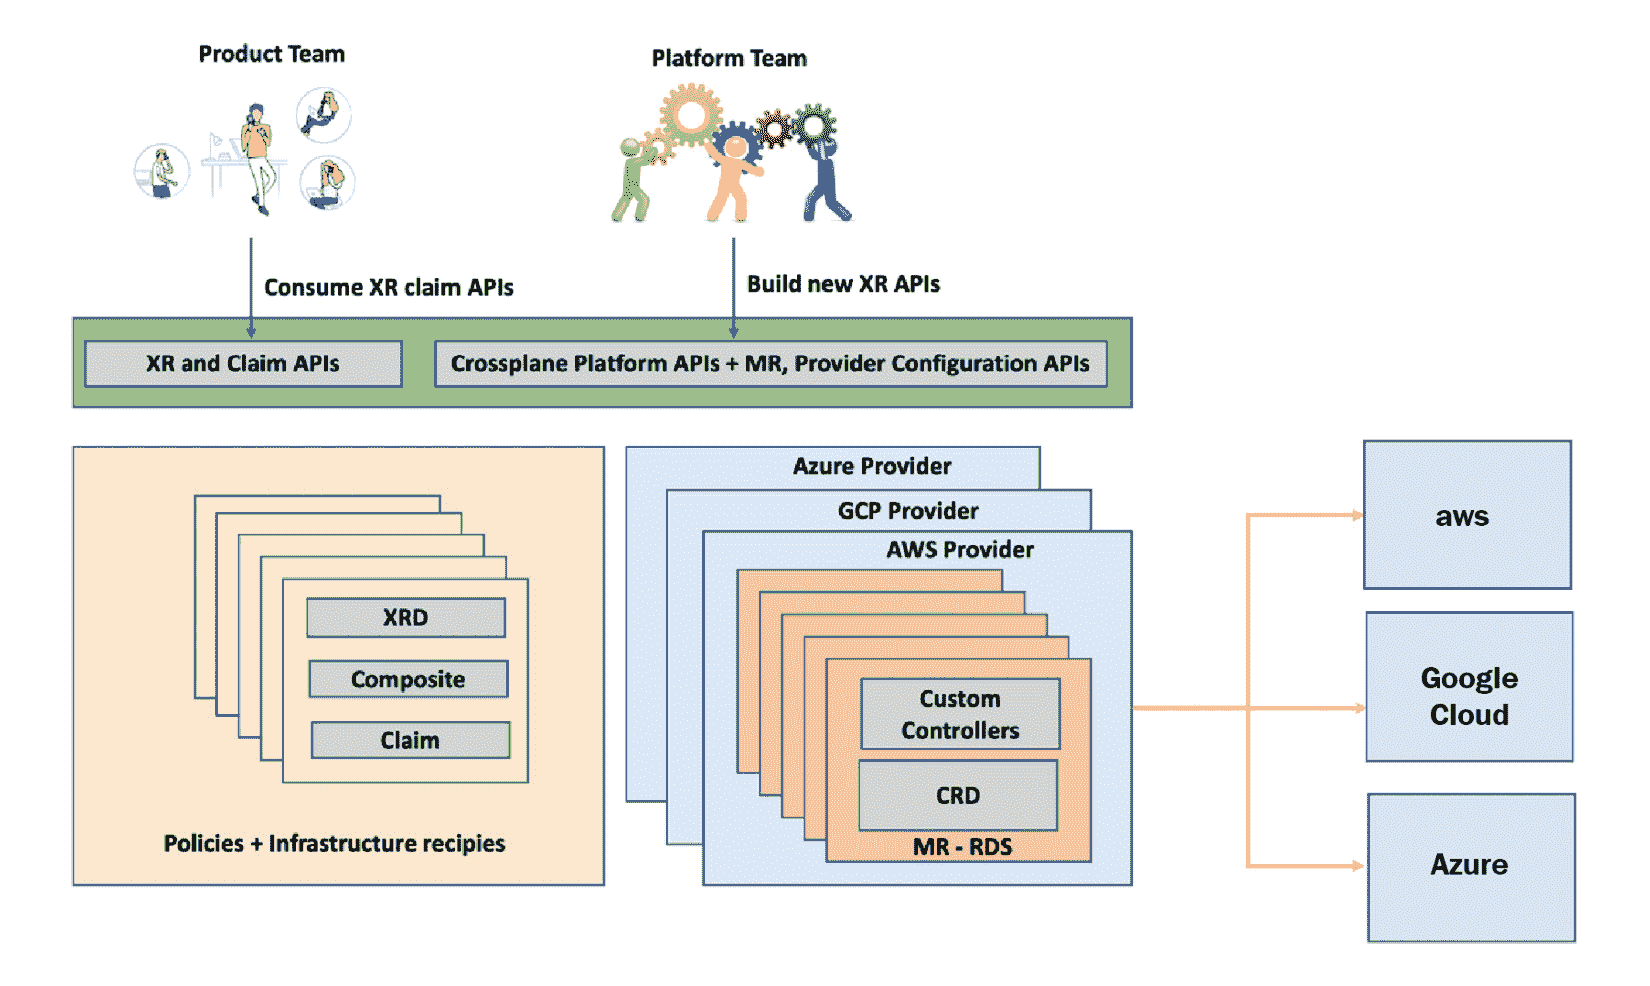 Product Team
Platform Team
Consume XR claim APIs
Build new XR APIs
XR and Claim APIs
Crossplane Platform APIs + MR, Provider Configuration APIs
Azure Provider
GCP Provider
AWS Provider
XRD
Composite
Claim
Policies + Infrastructure recipies
Custom
Controllers
CRD
MR - RDS
aws
Google
Cloud
Azure